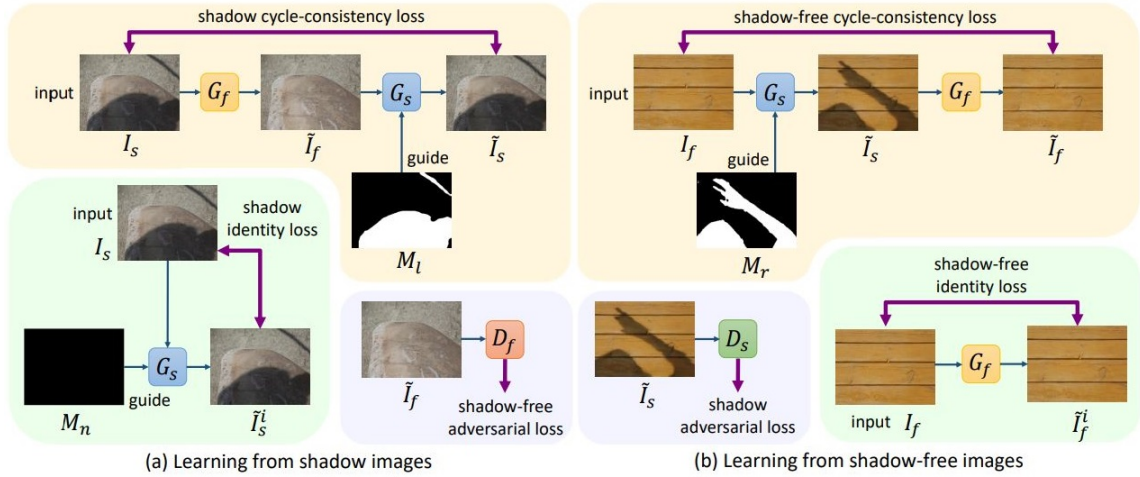 shadow cycle-consistency loss
input
G_f
G_s
I_s
Ĩ_f
Ĩ_s
guide
M_l
input
I_s
shadow
identity loss
G_s
guide
M_n
Ĩ_s^i
D_f
Ĩ_f
shadow-free
adversarial loss
(a) Learning from shadow images
shadow-free cycle-consistency loss
input
G_s
G_f
I_f
Ĩ_s
Ĩ_f
guide
M_r
D_s
Ĩ_s
shadow
adversarial loss
shadow-free
identity loss
G_f
input I_f
Ĩ_f^i
(b) Learning from shadow-free images